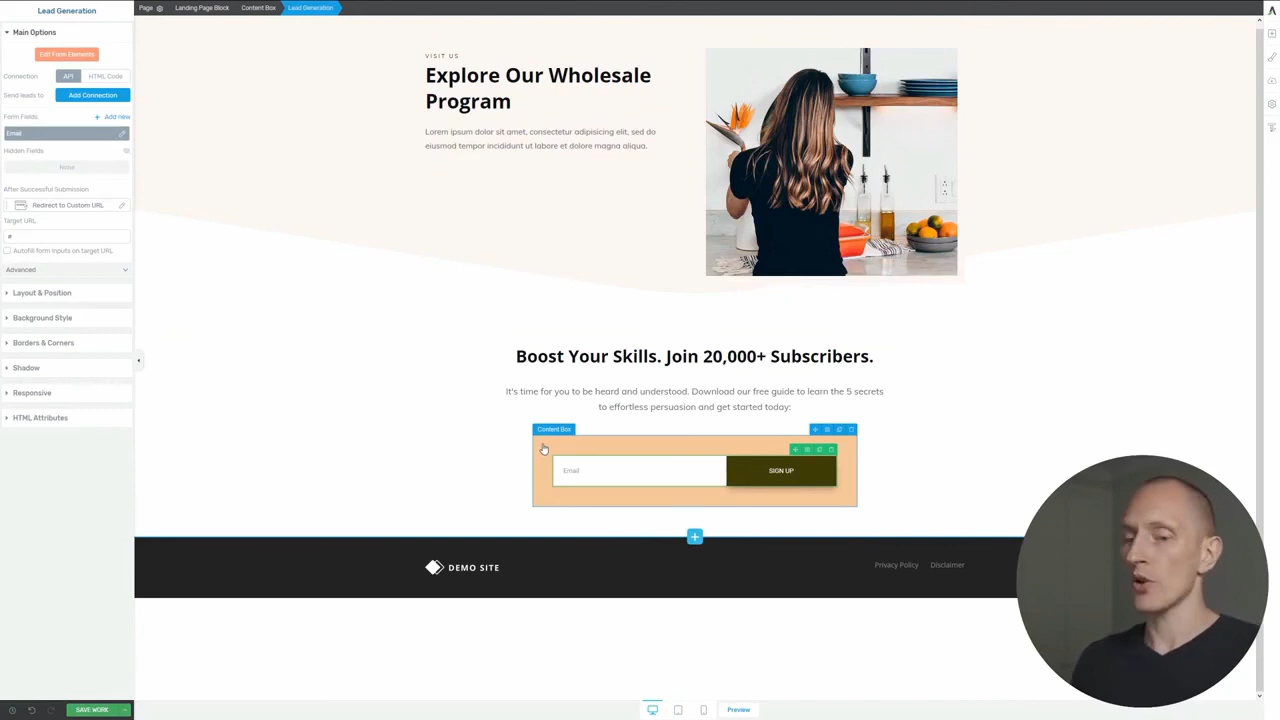 Lead Generation
Page
Landing Page Block
Content Box
Lead Generation
Main Options
Edit Form Elements
Connection
API
HTML Code
Send leads to
Add Connection
Form Fields
+ Add new
Email
Hidden Fields
None
After Successful Submission
Redirect to Custom URL
Target URL
#
Autofill form inputs on target URL
Advanced
Layout & Position
Background Style
Borders & Corners
Shadow
Responsive
HTML Attributes
SAVE WORK
VISIT US
Explore Our Wholesale
Program
Lorem ipsum dolor sit amet, consectetur adipisicing elit, sed do
eiusmod tempor incididunt ut labore et dolore magna aliqua.
Boost Your Skills. Join 20,000+ Subscribers.
It's time for you to be heard and understood. Download our free guide to learn the 5 secrets
to effortless persuasion and get started today:
Content Box
Email
SIGN UP
DEMO SITE
Privacy Policy
Disclaimer
Preview